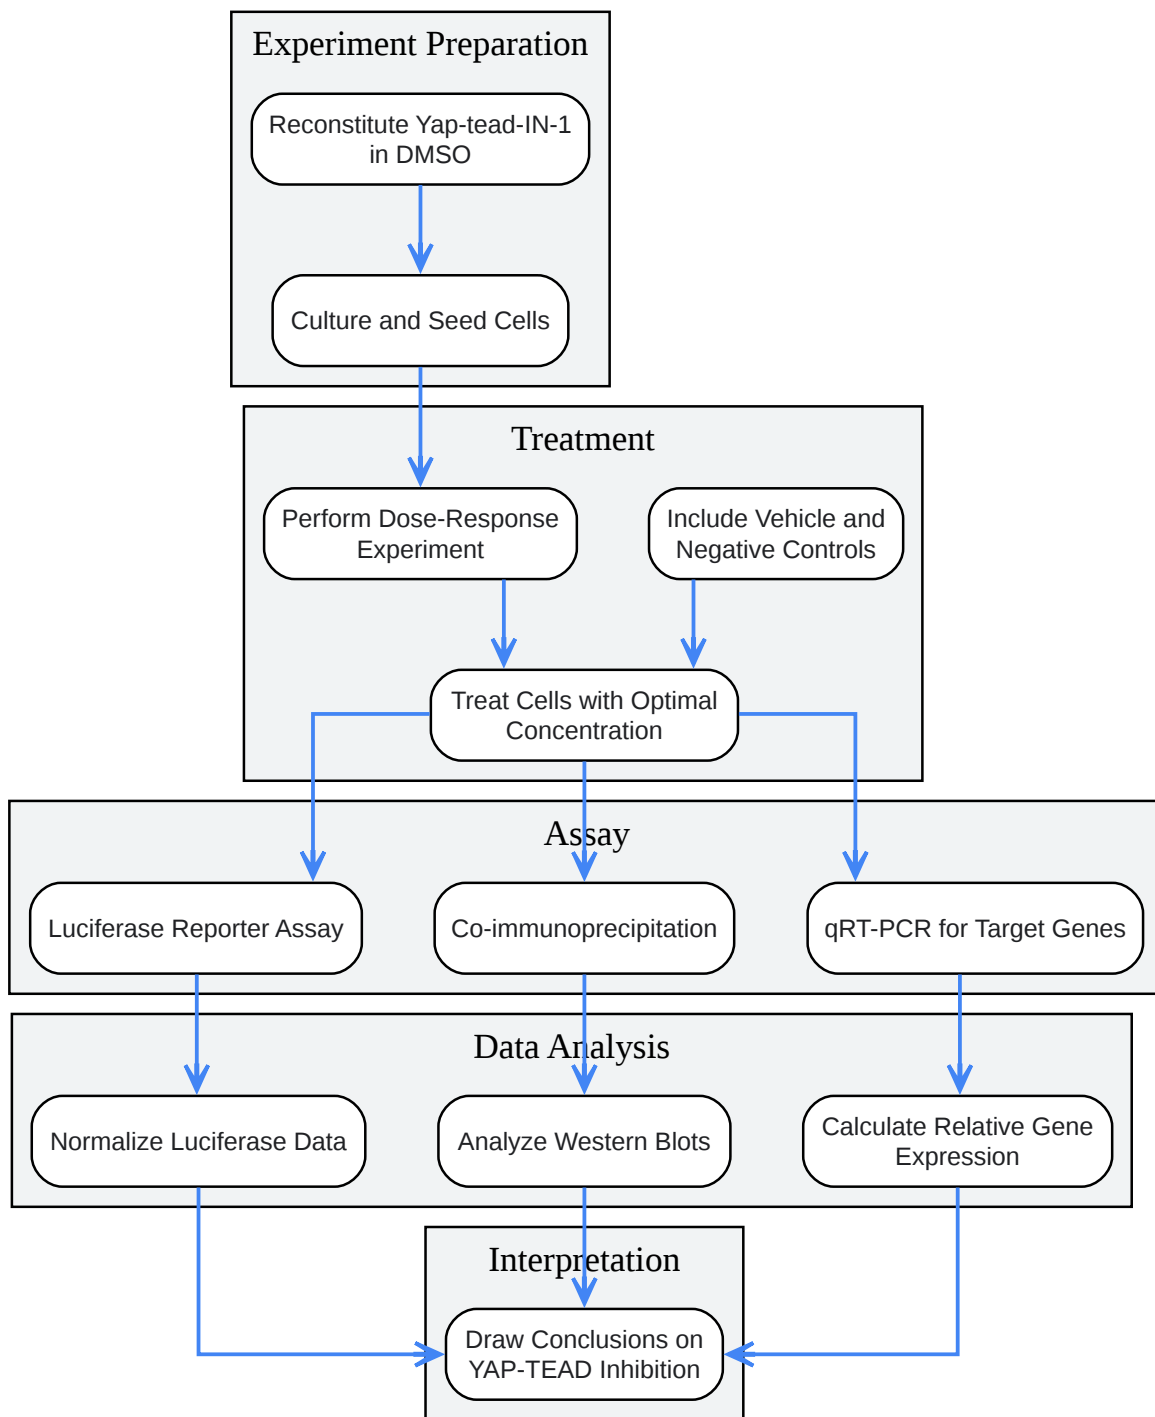 Experiment Preparation
Reconstitute Yap-tead-IN-1
in DMSO
Culture and Seed Cells
Treatment
Perform Dose-Response
Experiment
Include Vehicle and
Negative Controls
Treat Cells with Optimal
Concentration
Assay
Luciferase Reporter Assay
Co-immunoprecipitation
qRT-PCR for Target Genes
Data Analysis
Normalize Luciferase Data
Analyze Western Blots
Calculate Relative Gene
Expression
Interpretation
Draw Conclusions on
YAP-TEAD Inhibition